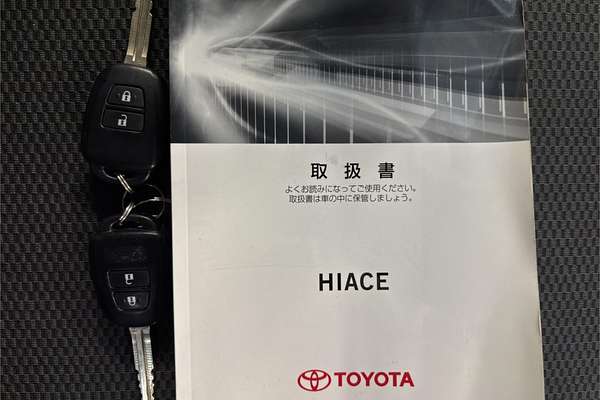 取扱書
よくお読みになってご使用ください。
取扱書は車の中に保管しましょう。
HIACE
TOYOTA